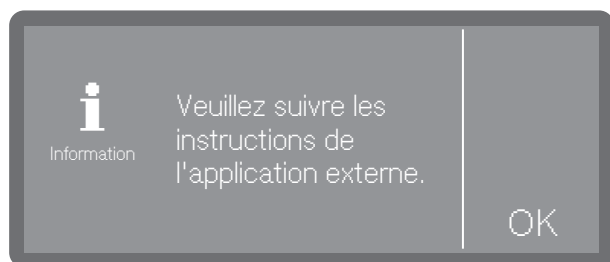 Information
Veuillez suivre les
instructions de
l'application externe.
OK